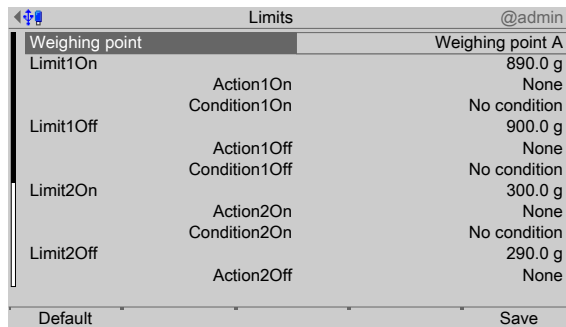 Limits @admin
Weighing point Weighing point A
Limit1On 890.0 g
Action1On None
Condition1On No condition
Limit1Off 900.0 g
Action1Off None
Condition1Off No condition
Limit2On 300.0 g
Action2On None
Condition2On No condition
Limit2Off 290.0 g
Action2Off None
Default Save